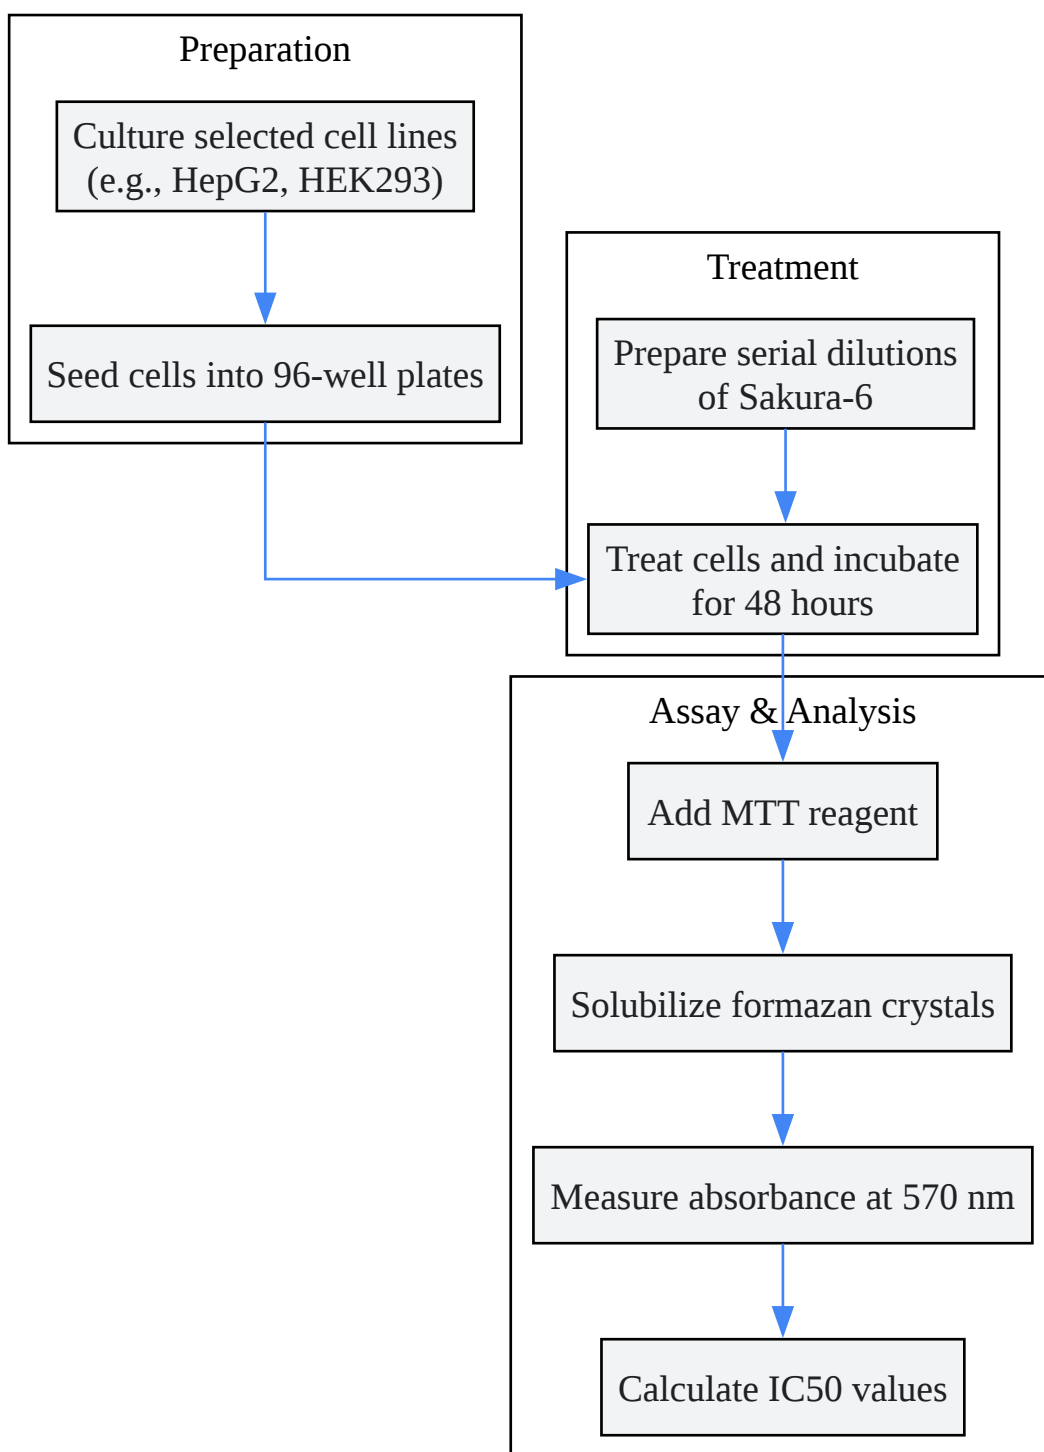 Preparation
Culture selected cell lines
(e.g., HepG2, HEK293)
Seed cells into 96-well plates
Treatment
Prepare serial dilutions
of Sakura-6
Treat cells and incubate
for 48 hours
Assay & Analysis
Add MTT reagent
Solubilize formazan crystals
Measure absorbance at 570 nm
Calculate IC50 values